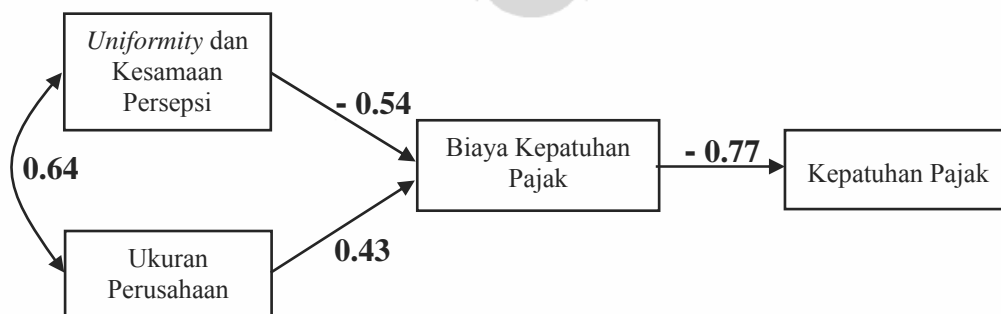 Uniformity dan
Kesamaan
Persepsi
- 0.54
0.64
Biaya Kepatuhan
Pajak
- 0.77
Kepatuhan Pajak
Ukuran
Perusahaan
0.43